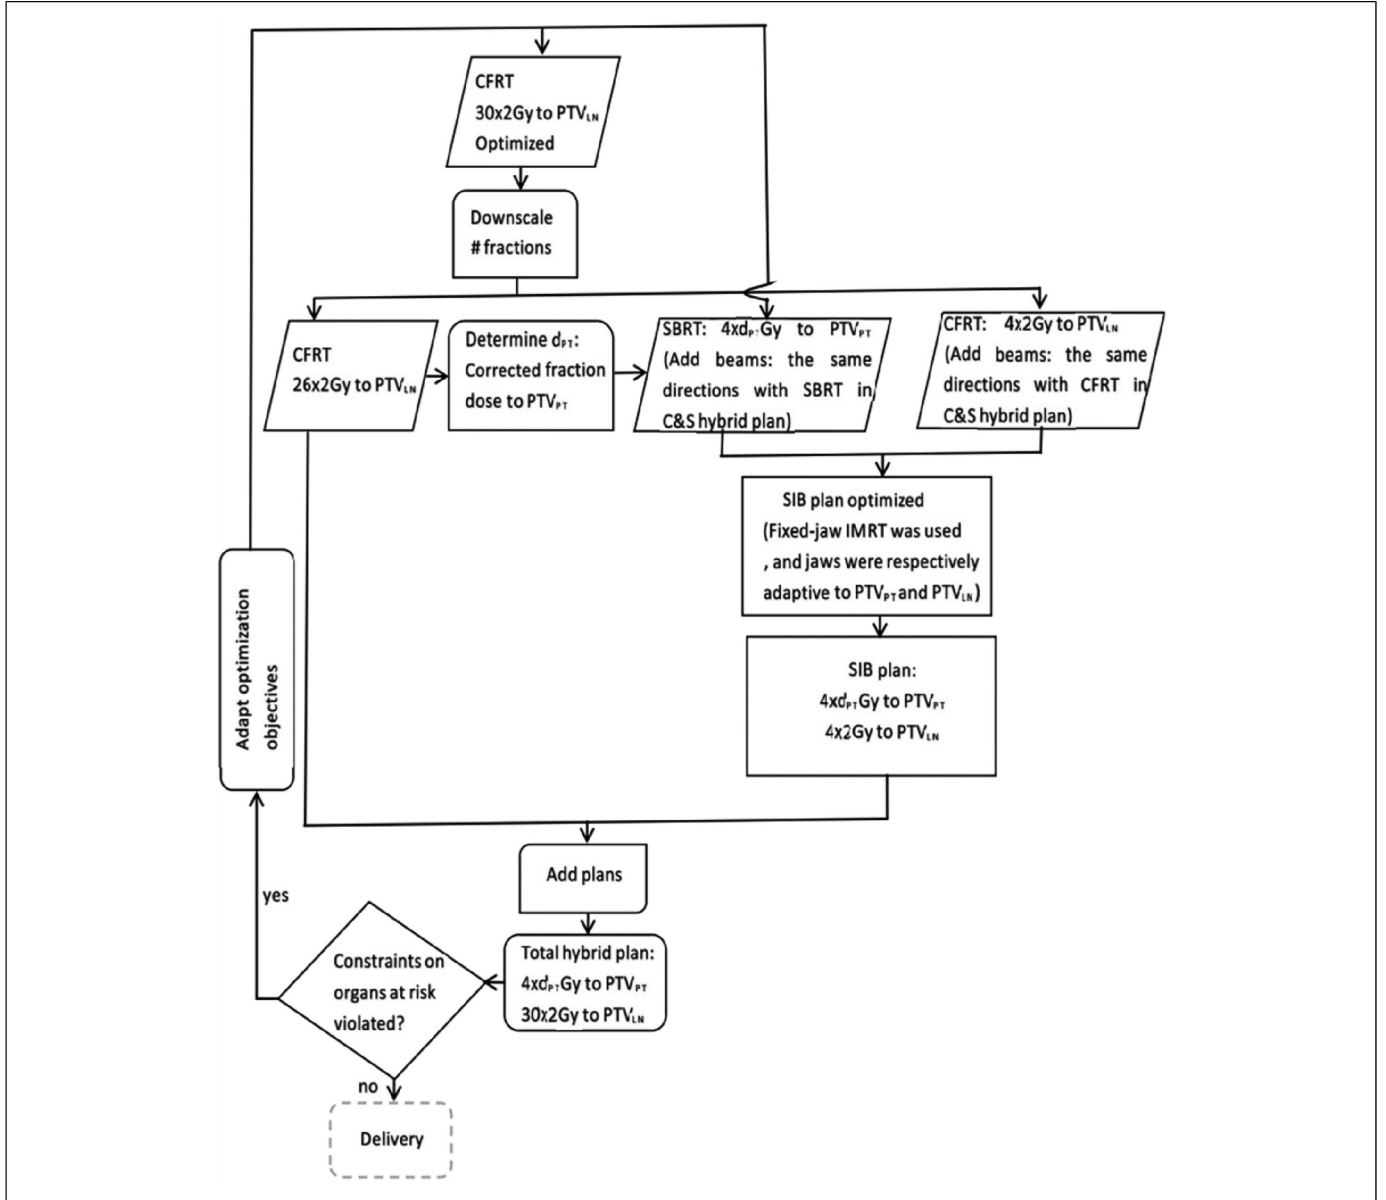 CFRT
30x2Gy to PTVLN
Optimized
Downscale
# fractions
CFRT
26x2Gy to PTVLN
Determine dPT:
Corrected fraction
dose to PTVPT
SBRT: 4xdPTGy to PTVPT
(Add beams: the same
directions with SBRT in
C&S hybrid plan)
CFRT: 4x2Gy to PTVLN
(Add beams: the same
directions with CFRT in
C&S hybrid plan)
SIB plan optimized
(Fixed-jaw IMRT was used
, and jaws were respectively
adaptive to PTVPT and PTVLN)
SIB plan:
4xdPTGy to PTVPT
4x2Gy to PTVLN
Adapt optimization
objectives
Add plans
yes
Total hybrid plan:
4xdPTGy to PTVPT
30x2Gy to PTVLN
Constraints on
organs at risk
violated?
no
Delivery